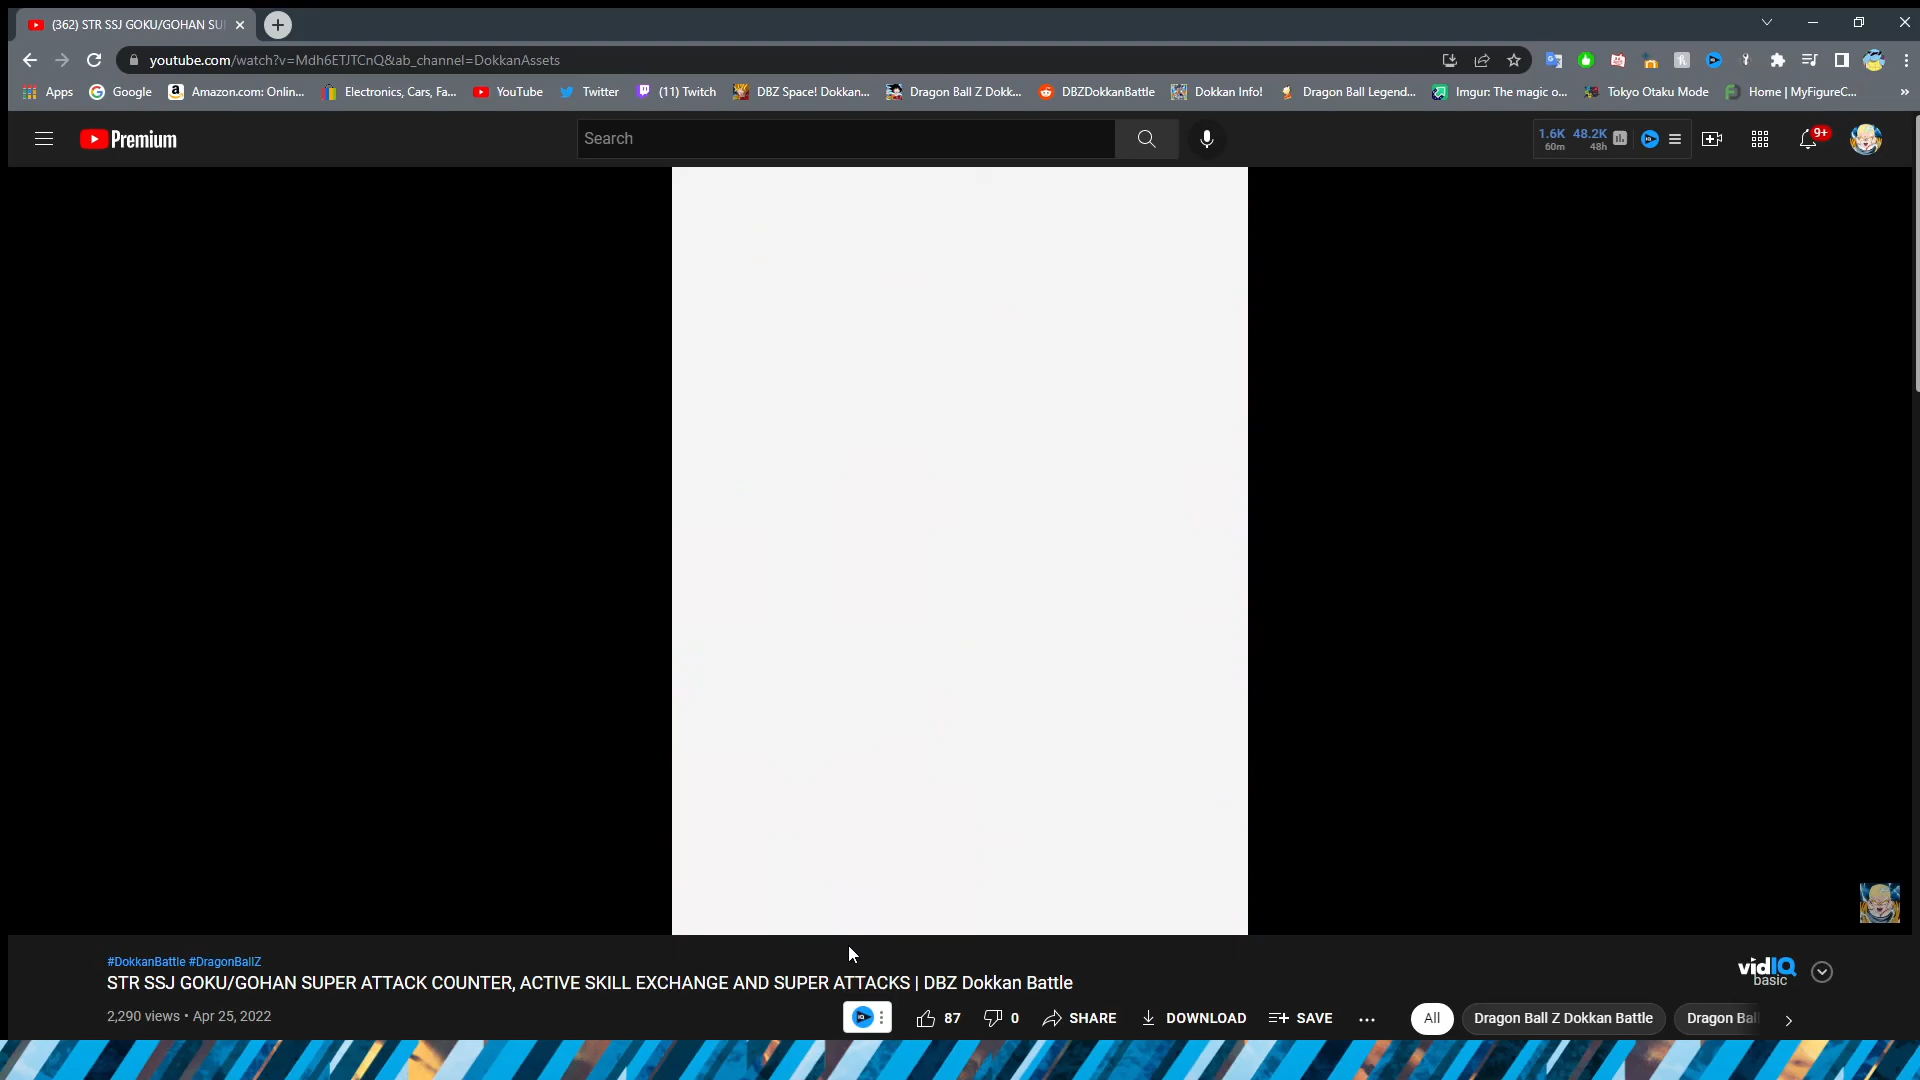 (362) STR SSJ GOKU/GOHAN SU
youtube.com/watch?v=Mdh6ETJTCnQ&ab_channel=DokkanAssets
Apps Google Amazon.com: Onlin... Electronics, Cars, Fa... YouTube Twitter (11) Twitch DBZ Space! Dokkan... Dragon Ball Z Dokk... DBZDokkanBattle Dokkan Info! Dragon Ball Legend... Imgur: The magic o... Tokyo Otaku Mode Home | MyFigureC... »
Premium
Search
1.6K 48.2K
60m 48h
9+
#DokkanBattle #DragonBallZ
STR SSJ GOKU/GOHAN SUPER ATTACK COUNTER, ACTIVE SKILL EXCHANGE AND SUPER ATTACKS | DBZ Dokkan Battle
2,290 views • Apr 25, 2022
87 0 SHARE DOWNLOAD SAVE ...
vidIQ
basic
All Dragon Ball Z Dokkan Battle Dragon Bal